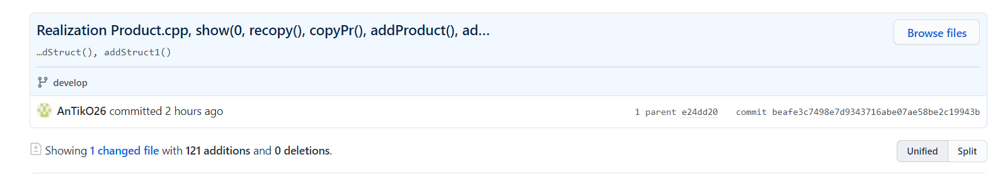 Realization Product.cpp, show(0, recopy(), copyPr(), addProduct(), ad...
Browse files
…dStruct(), addStruct1()
develop
AnTikO26 committed 2 hours ago
1 parent e24dd20 commit beafe3c7498e7d9343716abe07ae58be2c19943b
Showing 1 changed file with 121 additions and 0 deletions.
Unified Split